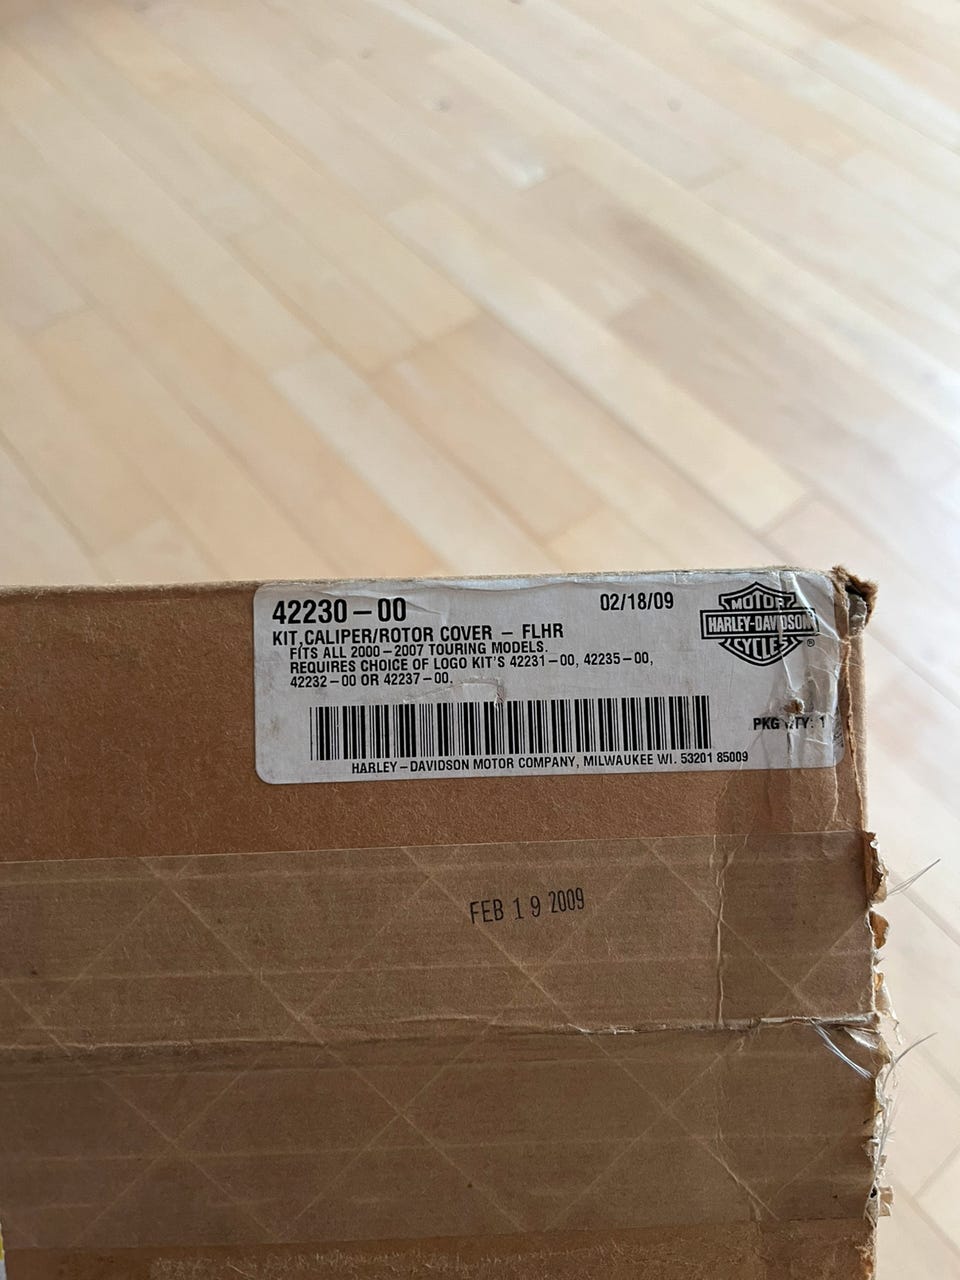 42230-00
02/18/09
KIT,CALIPER/ROTOR COVER - FLHR
FITS ALL 2000-2007 TOURING MODELS.
REQUIRES CHOICE OF LOGO KIT'S 42231-00, 42235-00,
42232-00 OR 42237-00.
MOTOR
HARLEY-DAVIDSON
CYCLES
®
PKG QTY: 1
HARLEY-DAVIDSON MOTOR COMPANY, MILWAUKEE WI. 53201 85009
FEB 19 2009